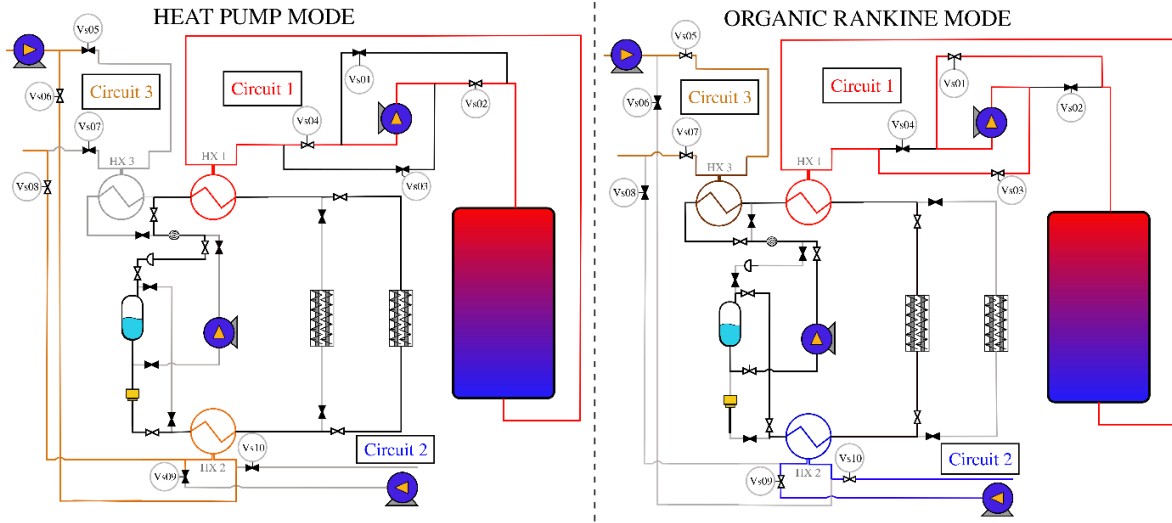 HEAT PUMP MODE
Vs05
Vs01
Vs06
Circuit 3
Circuit 1
Vs02
Vs07
Vs04
HX 3
HX 1
Vs08
Vs03
Circuit 2
Vs10
HX 2
Vs09
ORGANIC RANKINE MODE
Vs05
Vs01
Vs06
Circuit 3
Circuit 1
Vs02
Vs07
Vs04
HX 3
HX 1
Vs08
Vs03
Circuit 2
Vs10
HX 2
Vs09